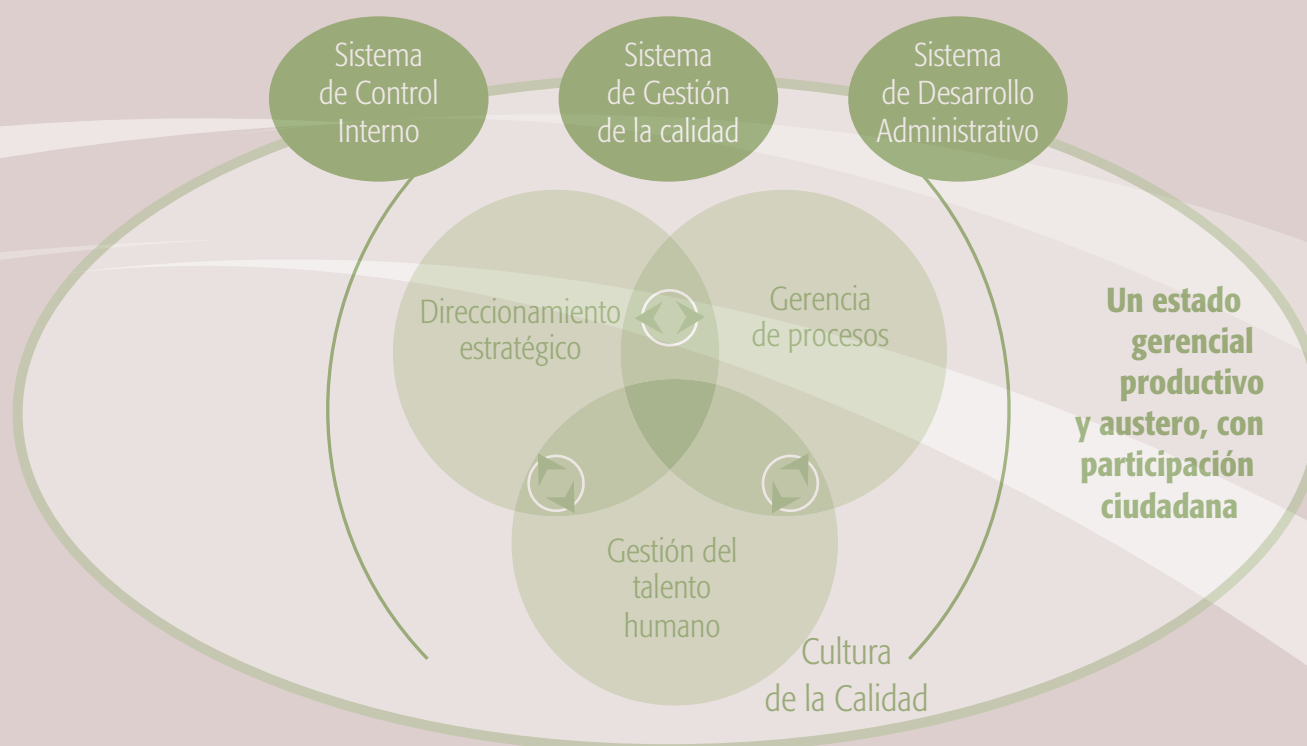 Sistema
de Control
Interno
Sistema
de Gestión
de la calidad
Sistema
de Desarrollo
Administrativo
Direccionamiento
estratégico
Gerencia
de procesos
Un estado
gerencial
productivo
y austero, con
participación
ciudadana
Gestión del
talento
humano
Cultura
de la Calidad